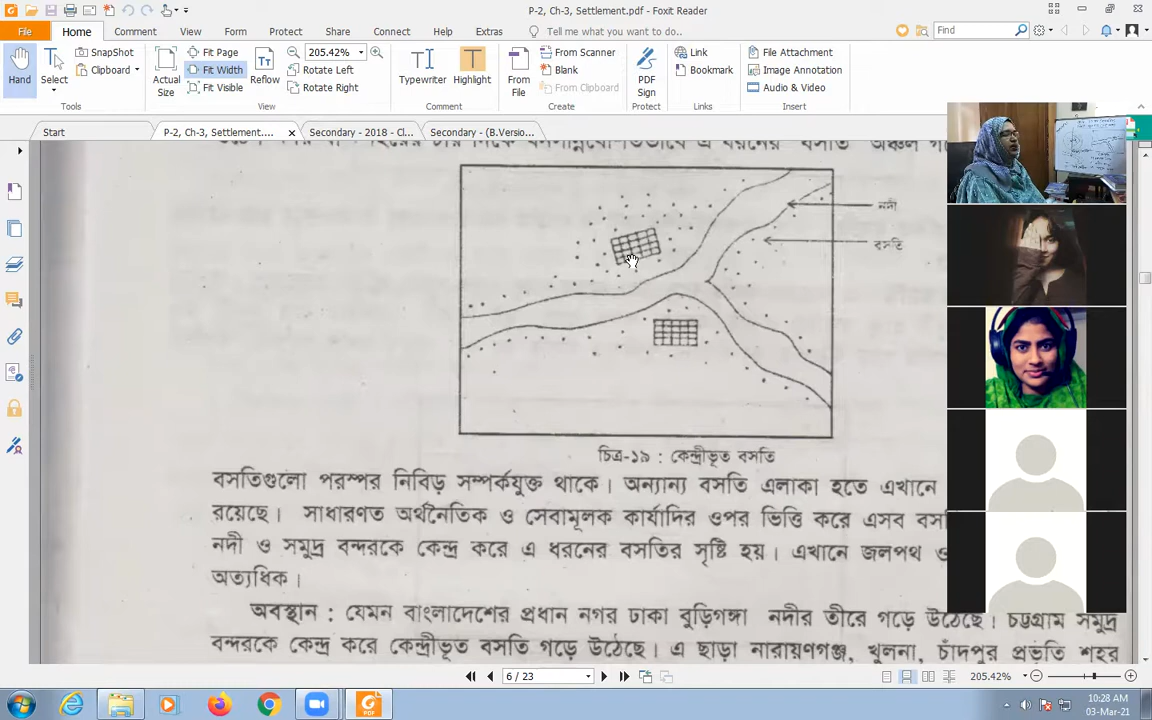 P-2, Ch-3, Settlement.pdf - Foxit Reader
File Home Comment View Form Protect Share Connect Help Extras Tell me what you want to do... Find
Hand Select SnapShot Clipboard Actual Size Fit Page Fit Width Fit Visible Reflow 205.42% Rotate Left Rotate Right Typewriter Highlight From File From Scanner Blank From Clipboard PDF Sign Link Bookmark File Attachment Image Annotation Audio & Video
Tools View Comment Create Protect Links Insert
Start P-2, Ch-3, Settlement.... Secondary - 2018 - Cl... Secondary - (B.Versio...
নদী
বসতি
চিত্র-১৯ : কেন্দ্রীভূত বসতি
বসতিগুলো পরস্পর নিবিড় সম্পর্কযুক্ত থাকে। অন্যান্য বসতি এলাকা হতে এখানে
রয়েছে। সাধারণত অর্থনৈতিক ও সেবামূলক কার্যাদির ওপর ভিত্তি করে এসব
নদী ও সমুদ্র বন্দরকে কেন্দ্র করে এ ধরনের বসতির সৃষ্টি হয়। এখানে জলপথ
অত্যধিক।
অবস্থান : যেমন বাংলাদেশের প্রধান নগর ঢাকা বুড়িগঙ্গা নদীর তীরে গড়ে উঠেছে। চট্টগ্রাম সমুদ্র
বন্দরকে কেন্দ্র করে কেন্দ্রীভূত বসতি গড়ে উঠেছে। এ ছাড়া নারায়ণগঞ্জ, খুলনা, চাঁদপুর প্রভৃতি শহর
6 / 23 205.42%
10:28 AM
03-Mar-21